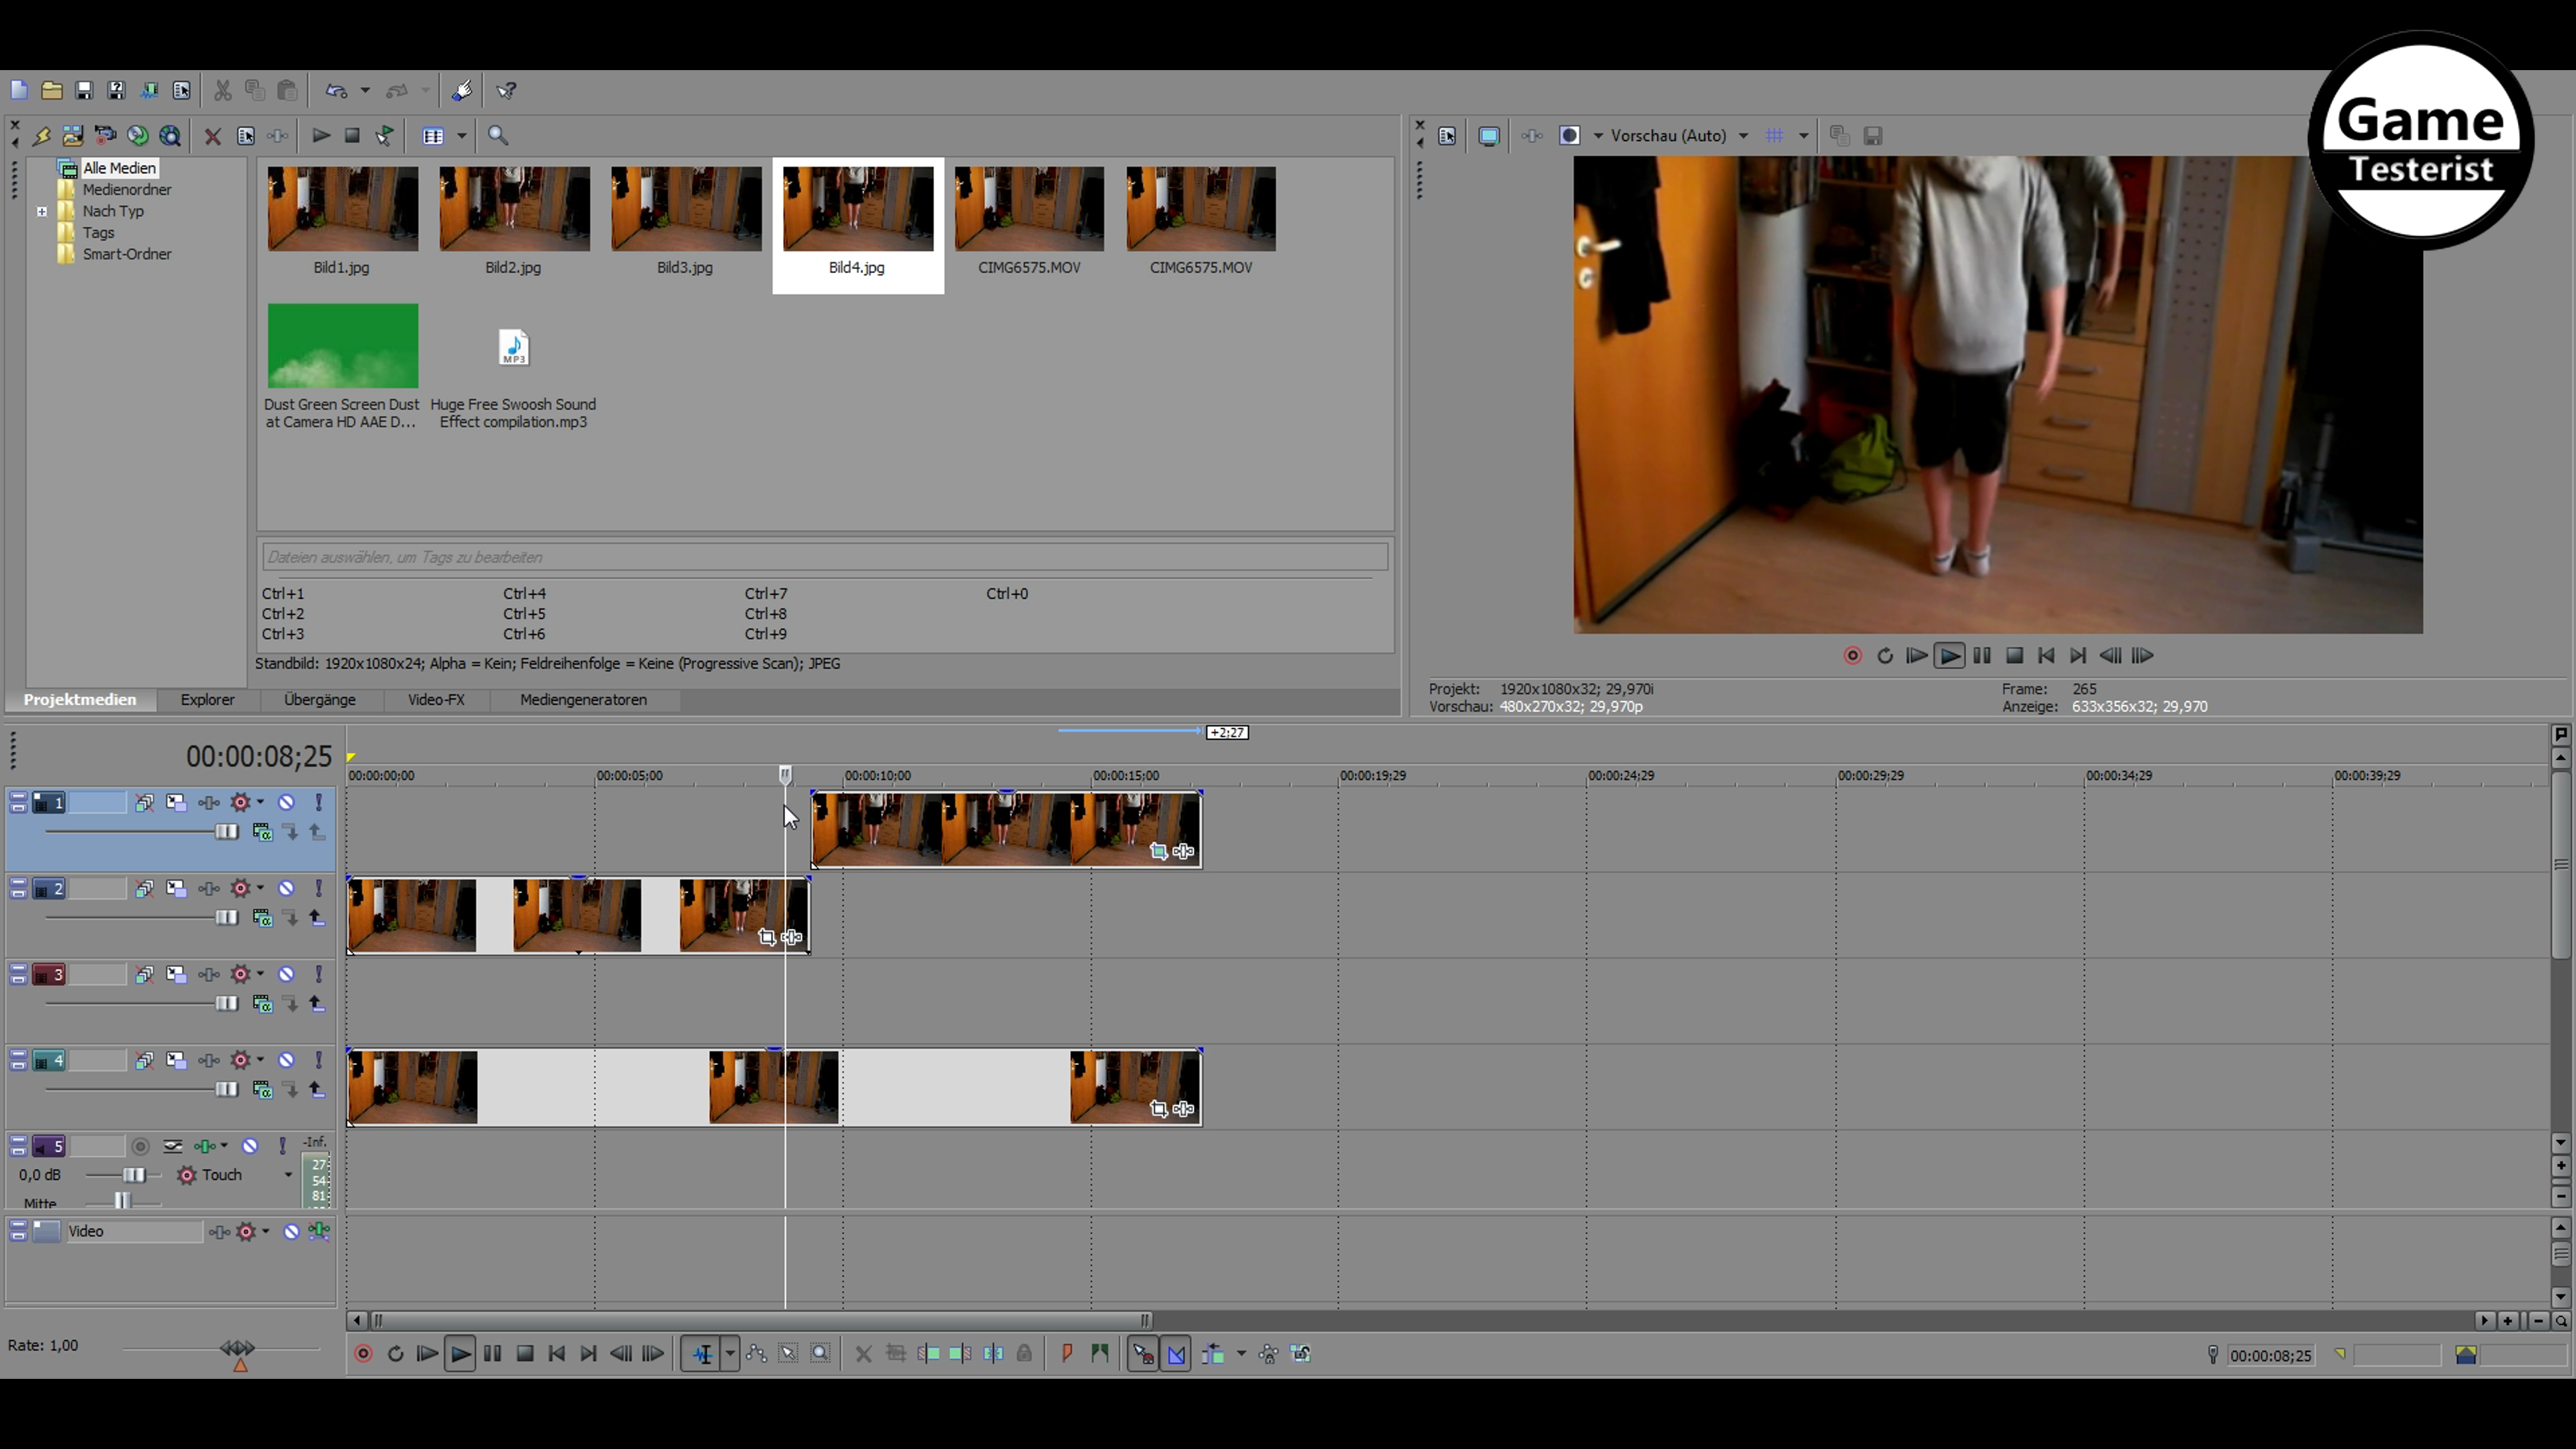 Game
Testerist
Vorschau (Auto)
Alle Medien
Medienordner
Nach Typ
Tags
Smart-Ordner
Bild1.jpg
Bild2.jpg
Bild3.jpg
Bild4.jpg
CIMG6575.MOV
CIMG6575.MOV
MP3
Dust Green Screen Dust
at Camera HD AAE D...
Huge Free Swoosh Sound
Effect compilation.mp3
Dateien auswählen, um Tags zu bearbeiten
Ctrl+1 Ctrl+4 Ctrl+7 Ctrl+0
Ctrl+2 Ctrl+5 Ctrl+8
Ctrl+3 Ctrl+6 Ctrl+9
Standbild: 1920x1080x24; Alpha = Kein; Feldreihenfolge = Keine (Progressive Scan); JPEG
Projektmedien Explorer Übergänge Video-FX Mediengeneratoren
Projekt: 1920x1080x32; 29,970i
Vorschau: 480x270x32; 29,970p
Frame: 265
Anzeige: 633x356x32; 29,970
+2;27
00:00:08;25
00:00:00;00 00:00:05;00 00:00:10;00 00:00:15;00 00:00:19;29 00:00:24;29 00:00:29;29 00:00:34;29 00:00:39;29
1
2
3
4
5
-Inf.
0,0 dB
Touch
27
54
81
Mitte
Video
Rate: 1,00
00:00:08;25